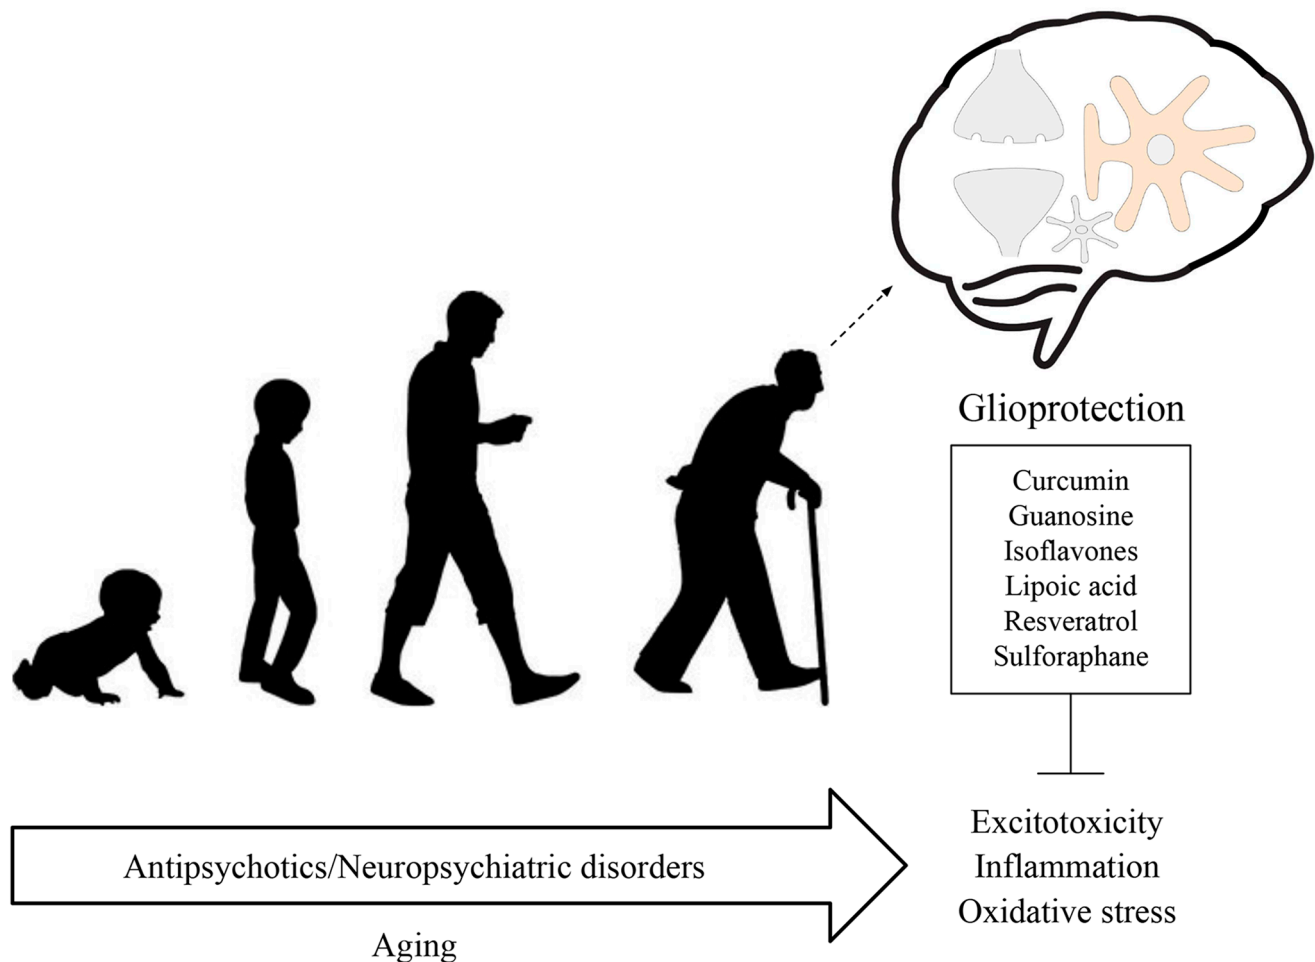 Glioprotection
Curcumin
Guanosine
Isoflavones
Lipoic acid
Resveratrol
Sulforaphane
Excitotoxicity
Inflammation
Oxidative stress
Antipsychotics/Neuropsychiatric disorders
Aging